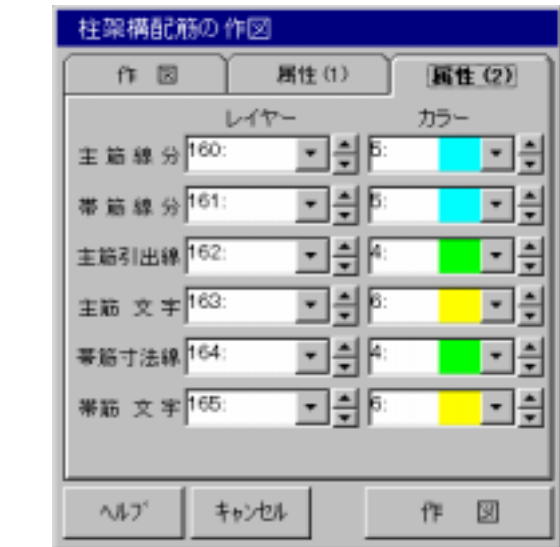 柱架構配筋の作図
作 図 属性(1) 属性(2)
レイヤー カラー
主筋線分 160: 5:
帯筋線分 161: 5:
主筋引出線 162: 4:
主筋 文字 163: 6:
帯筋寸法線 164: 4:
帯筋 文字 165: 6:
ヘルプ キャンセル 作 図